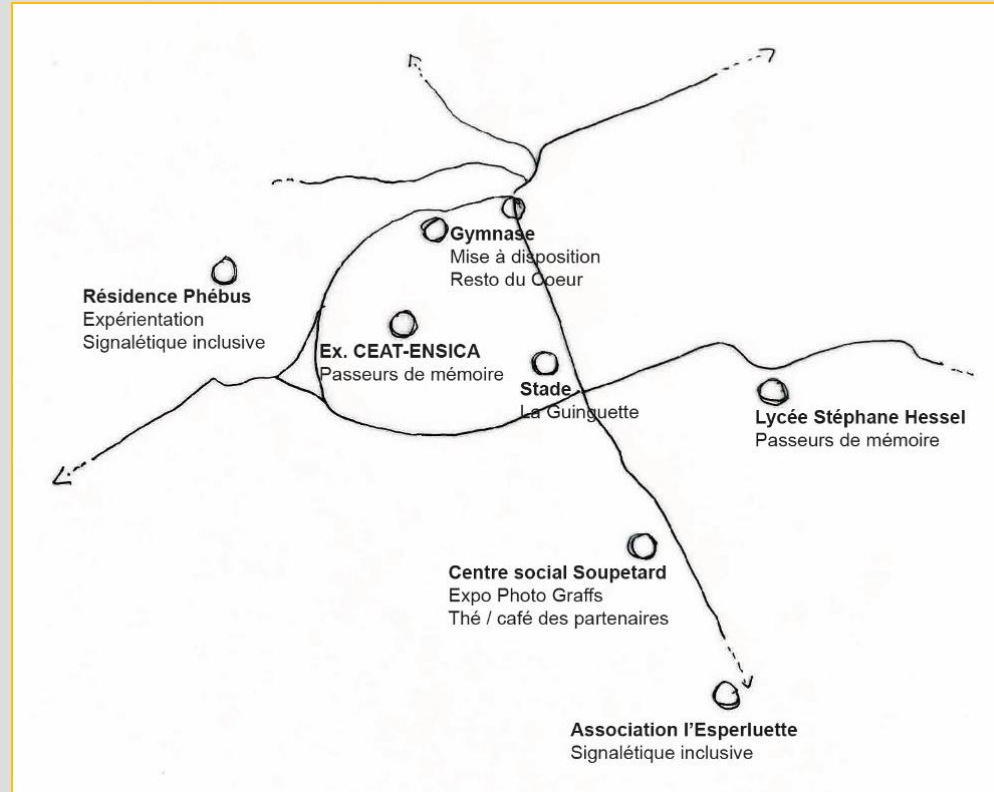 Gymnase
Mise à disposition
Resto du Coeur
Résidence Phébus
Expérientation
Signalétique inclusive
Ex. CEAT-ENSICA
Passeurs de mémoire
Stade
La Guinguette
Lycée Stéphane Hessel
Passeurs de mémoire
Centre social Soupetard
Expo Photo Graffs
Thé / café des partenaires
Association l'Esperluette
Signalétique inclusive